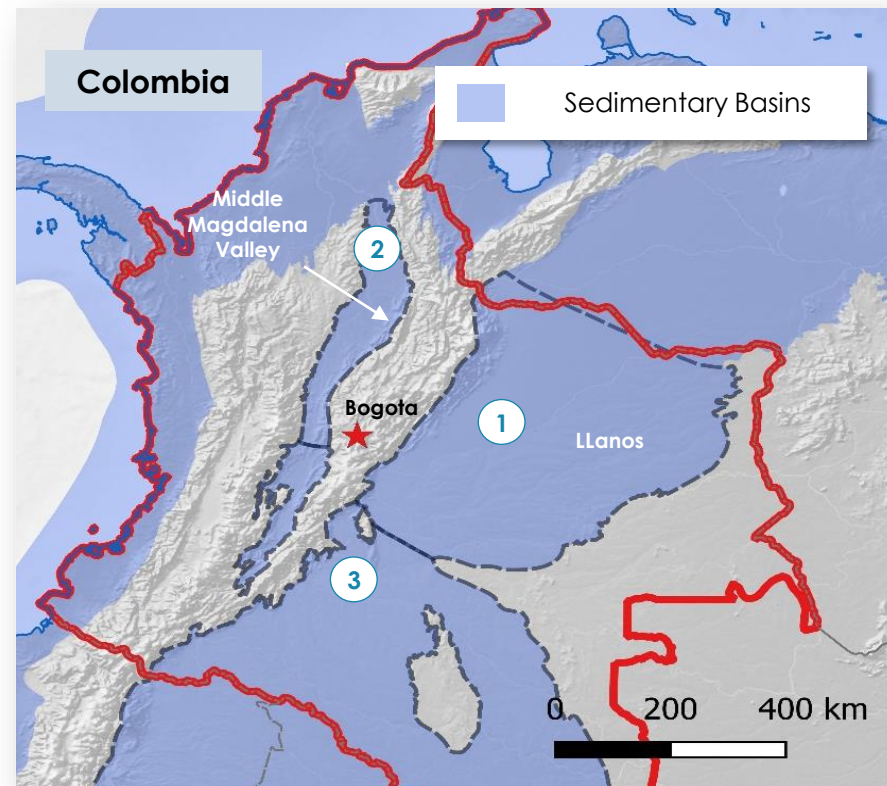 Colombia
Sedimentary Basins
Middle
Magdalena
Valley
2
Bogota
1
LLanos
3
0 200 400 km